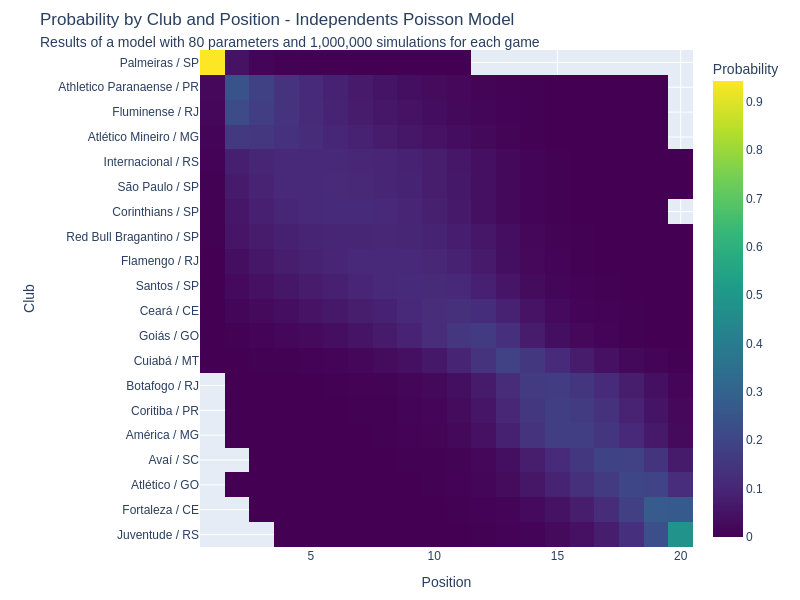 Probability by Club and Position - Independents Poisson Model
Results of a model with 80 parameters and 1,000,000 simulations for each game
Probability
Palmeiras / SP
Athletico Paranaense / PR
Fluminense / RJ
Atlético Mineiro / MG
Internacional / RS
São Paulo / SP
Corinthians / SP
Red Bull Bragantino / SP
Flamengo / RJ
Santos / SP
Ceará / CE
Goiás / GO
Cuiabá / MT
Botafogo / RJ
Coritiba / PR
América / MG
Avaí / SC
Atlético / GO
Fortaleza / CE
Juventude / RS
Club
5
10
15
20
Position
0.9
0.8
0.7
0.6
0.5
0.4
0.3
0.2
0.1
0